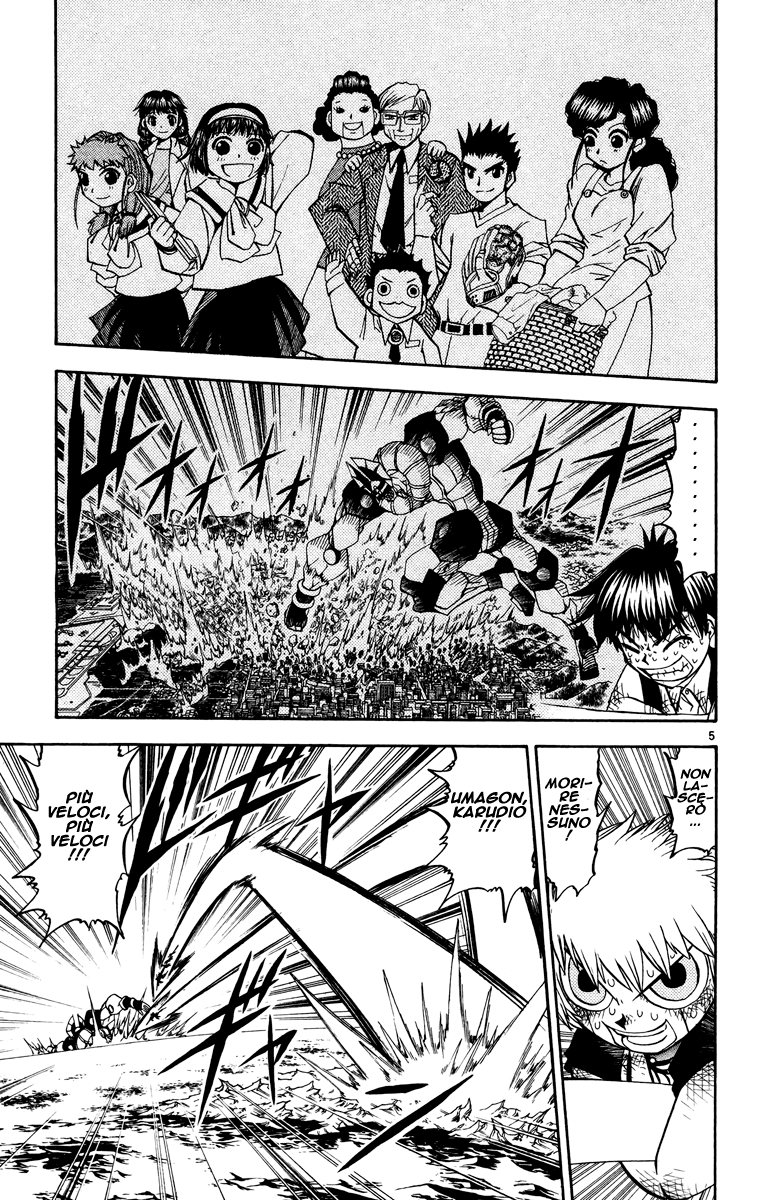 5
NON
LA-
SCE-
RÒ
...
MORI-
RE
NES-
SUNO
!
UMAGON,
KARUDIO
!!!
PIÙ
VELOCI,
PIÙ
VELOCI
!!!